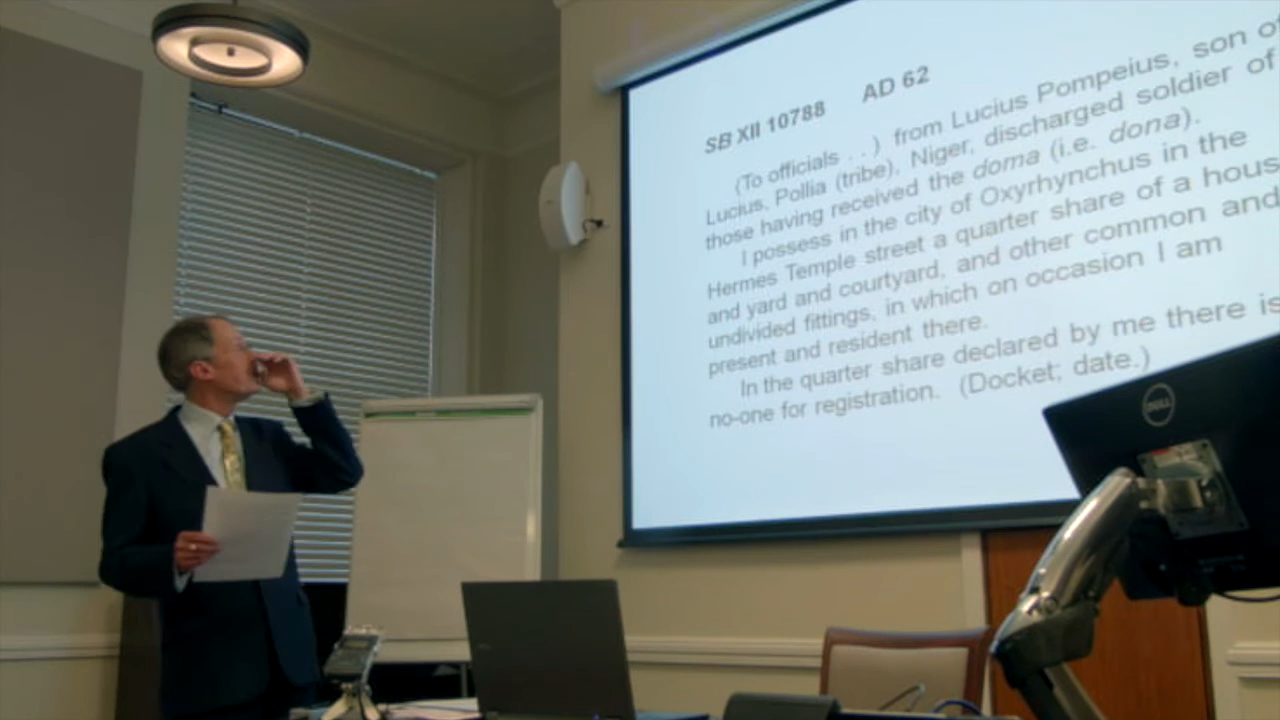 SB XII 10788 AD 62
(To officials . . ) from Lucius Pompeius, son of
Lucius, Pollia (tribe), Niger, discharged soldier of
those having received the doma (i.e. dona).
I possess in the city of Oxyrhynchus in the
Hermes Temple street a quarter share of a hous
and yard and courtyard, and other common and
undivided fittings, in which on occasion I am
present and resident there.
In the quarter share declared by me there is
no-one for registration. (Docket; date.)
DELL